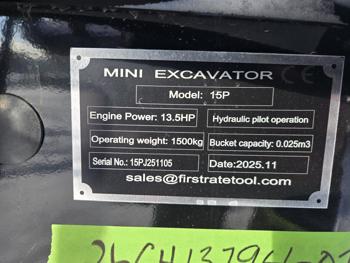 MINI EXCAVATOR CE
Model: 15P
Engine Power: 13.5HP
Hydraulic pilot operation
Operating weight: 1500kg
Bucket capacity: 0.025m3
Serial No.: 15PJ251105
Date:2025.11
sales@firstratetool.com